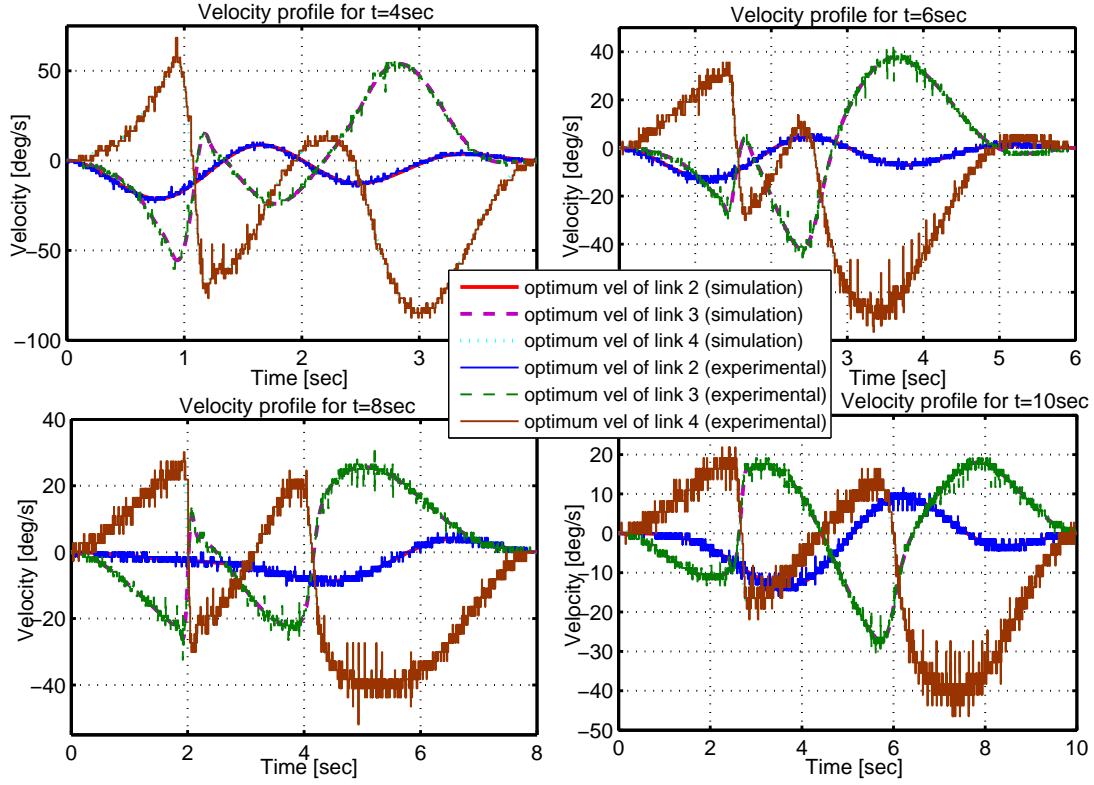 Velocity profile for t=4sec
Velocity [deg/s]
50
0
−50
−100
0
1
2
3
Time [sec]
Velocity profile for t=6sec
Velocity [deg/s]
40
20
0
−20
−40
3
4
5
6
Time [sec]
optimum vel of link 2 (simulation)
optimum vel of link 3 (simulation)
optimum vel of link 4 (simulation)
optimum vel of link 2 (experimental)
optimum vel of link 3 (experimental)
optimum vel of link 4 (experimental)
Velocity profile for t=8sec
Velocity [deg/s]
40
20
0
−20
−40
0
2
4
6
8
Time [sec]
Velocity profile for t=10sec
Velocity [deg/s]
20
10
0
−10
−20
−30
−40
−50
0
2
4
6
8
10
Time [sec]